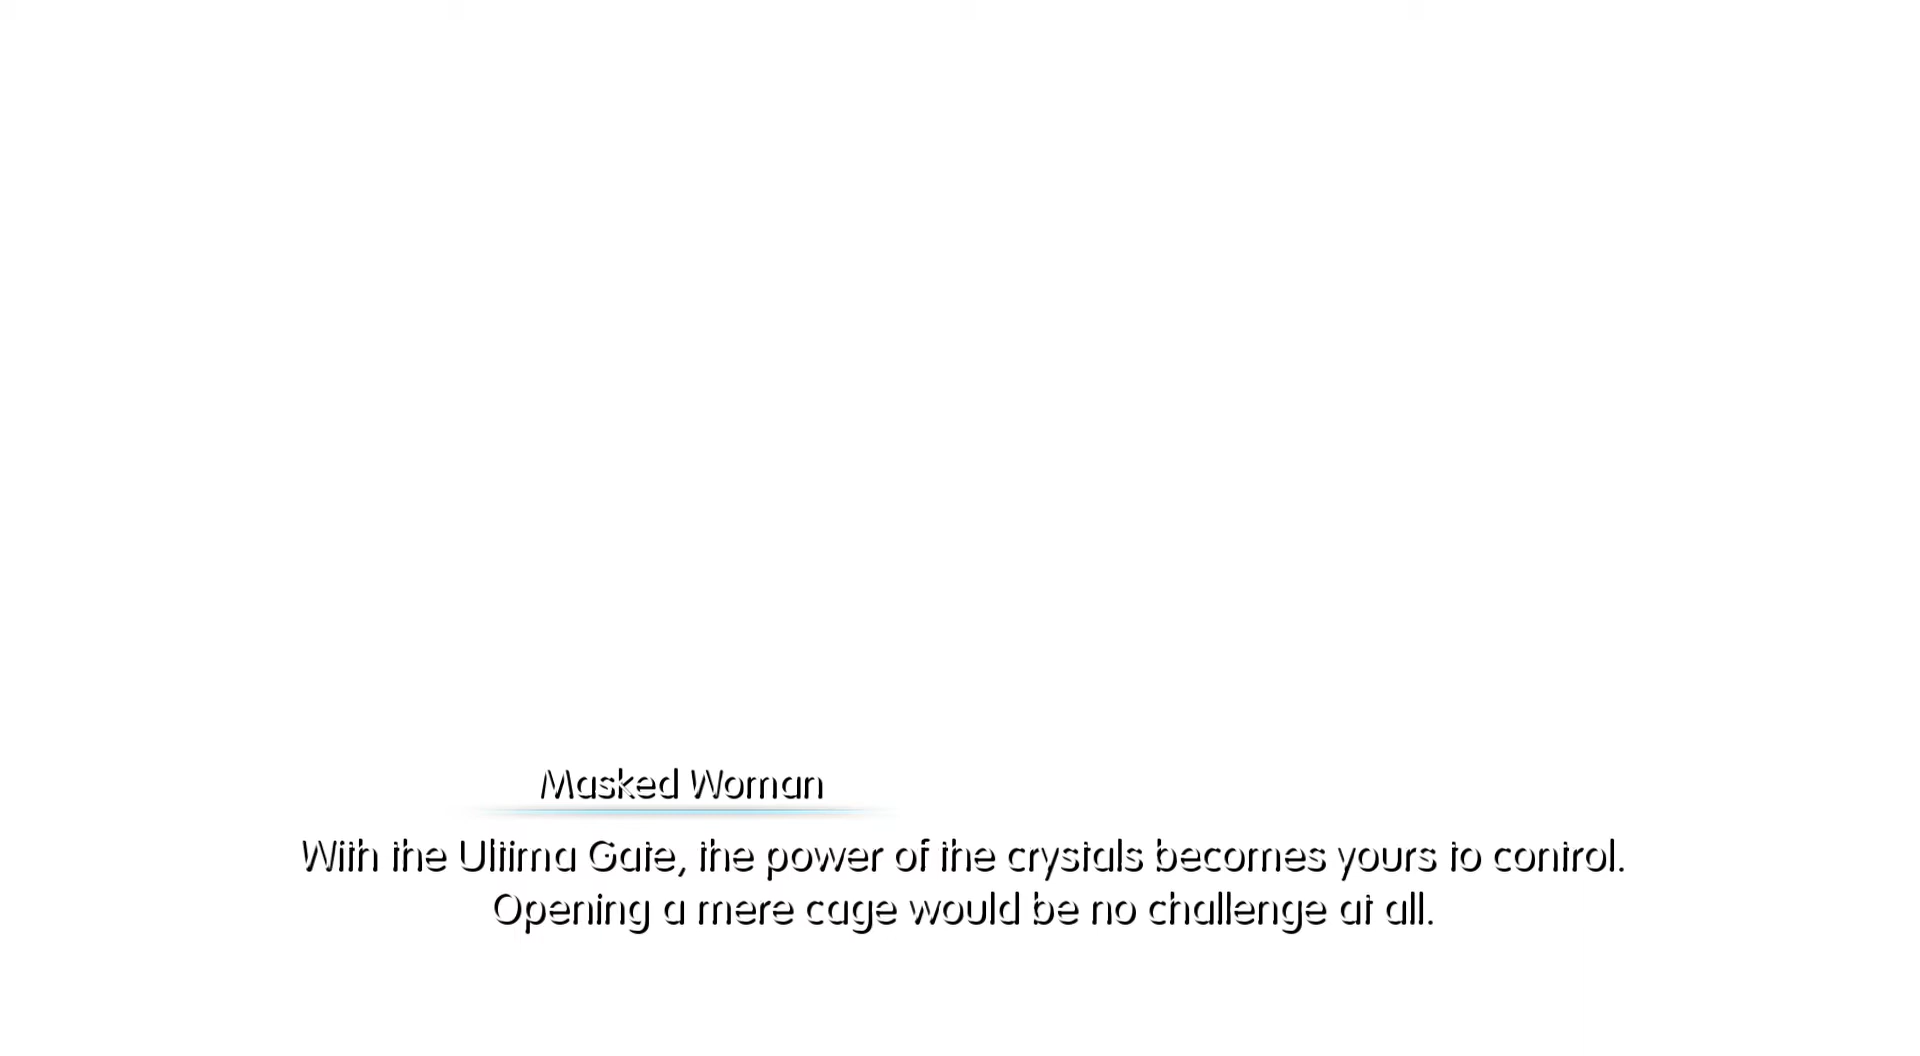 Masked Woman
With the Ultima Gate, the power of the crystals becomes yours to control.
Opening a mere cage would be no challenge at all.